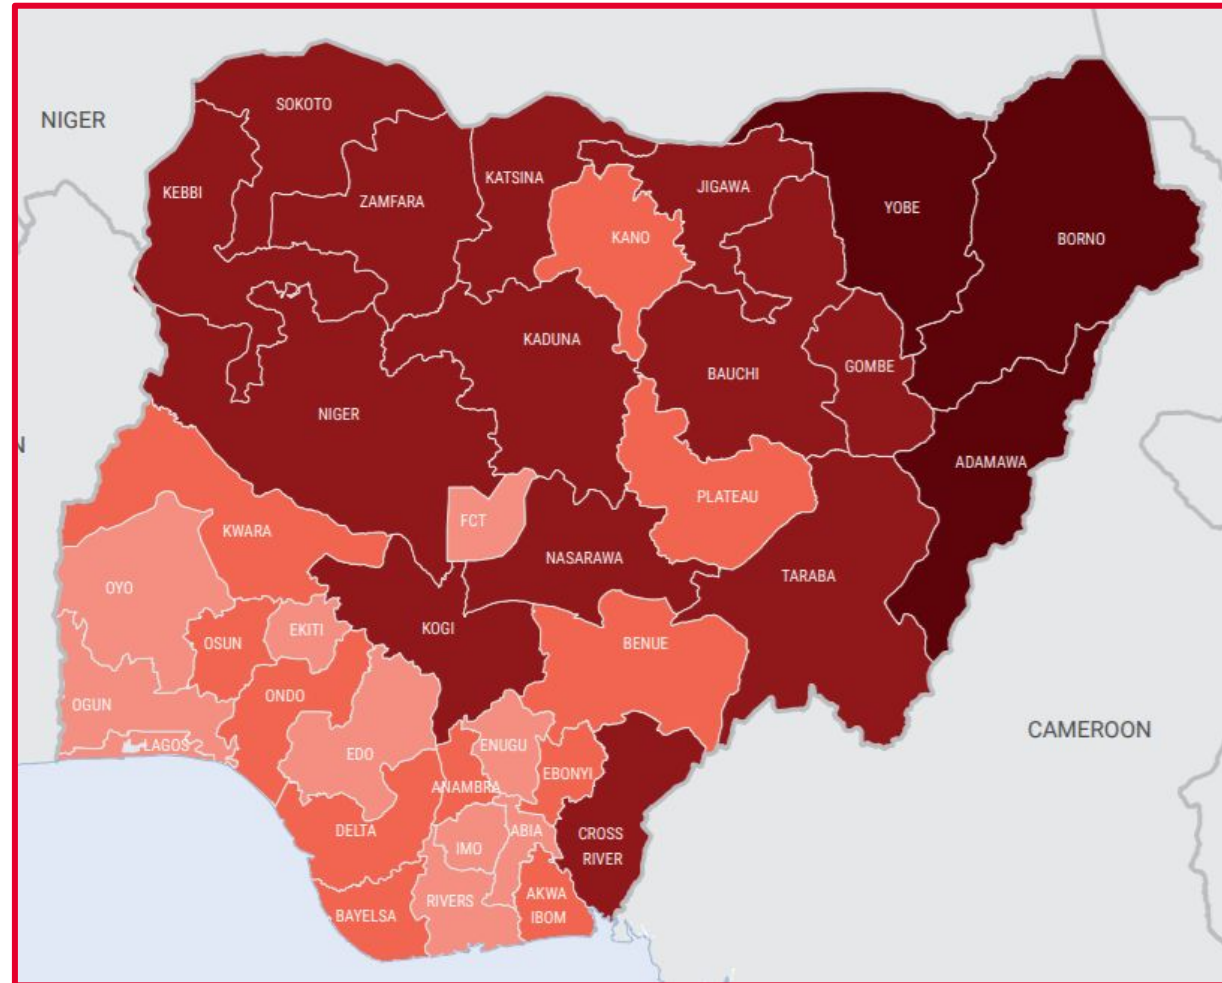 SOKOTO
NIGER
KATSINA
KEBBI
ZAMFARA
JIGAWA
YOBE
KANO
BORNO
KADUNA
BAUCHI
GOMBE
NIGER
N
ADAMAWA
PLATEAU
FCT
KWARA
NASARAWA
TARABA
OYO
KOGI
EKITI
OSUN
BENUE
ONDO
OGUN
CAMEROON
LAGOS
ENUGU
EDO
EBONYI
ANAMBRA
DELTA
ABIA
CROSS
RIVER
IMO
RIVERS
AKWA
IBOM
BAYELSA